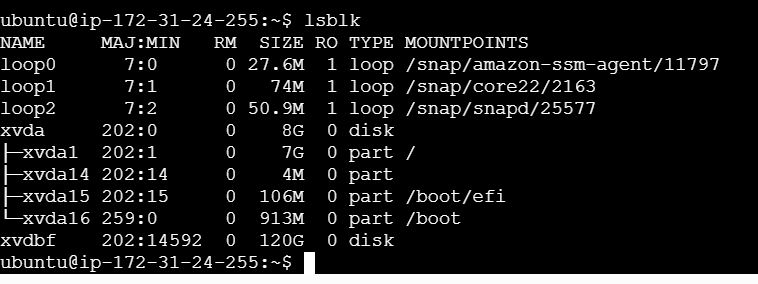 ubuntu@ip-172-31-24-255:~$ lsblk
NAME     MAJ:MIN   RM  SIZE RO TYPE MOUNTPOINTS
loop0      7:0      0 27.6M  1 loop /snap/amazon-ssm-agent/11797
loop1      7:1      0   74M  1 loop /snap/core22/2163
loop2      7:2      0 50.9M  1 loop /snap/snapd/25577
xvda     202:0      0    8G  0 disk
├─xvda1  202:1      0    7G  0 part /
├─xvda14 202:14     0    4M  0 part
├─xvda15 202:15     0  106M  0 part /boot/efi
└─xvda16 259:0      0  913M  0 part /boot
xvdbf    202:14592  0  120G  0 disk
ubuntu@ip-172-31-24-255:~$